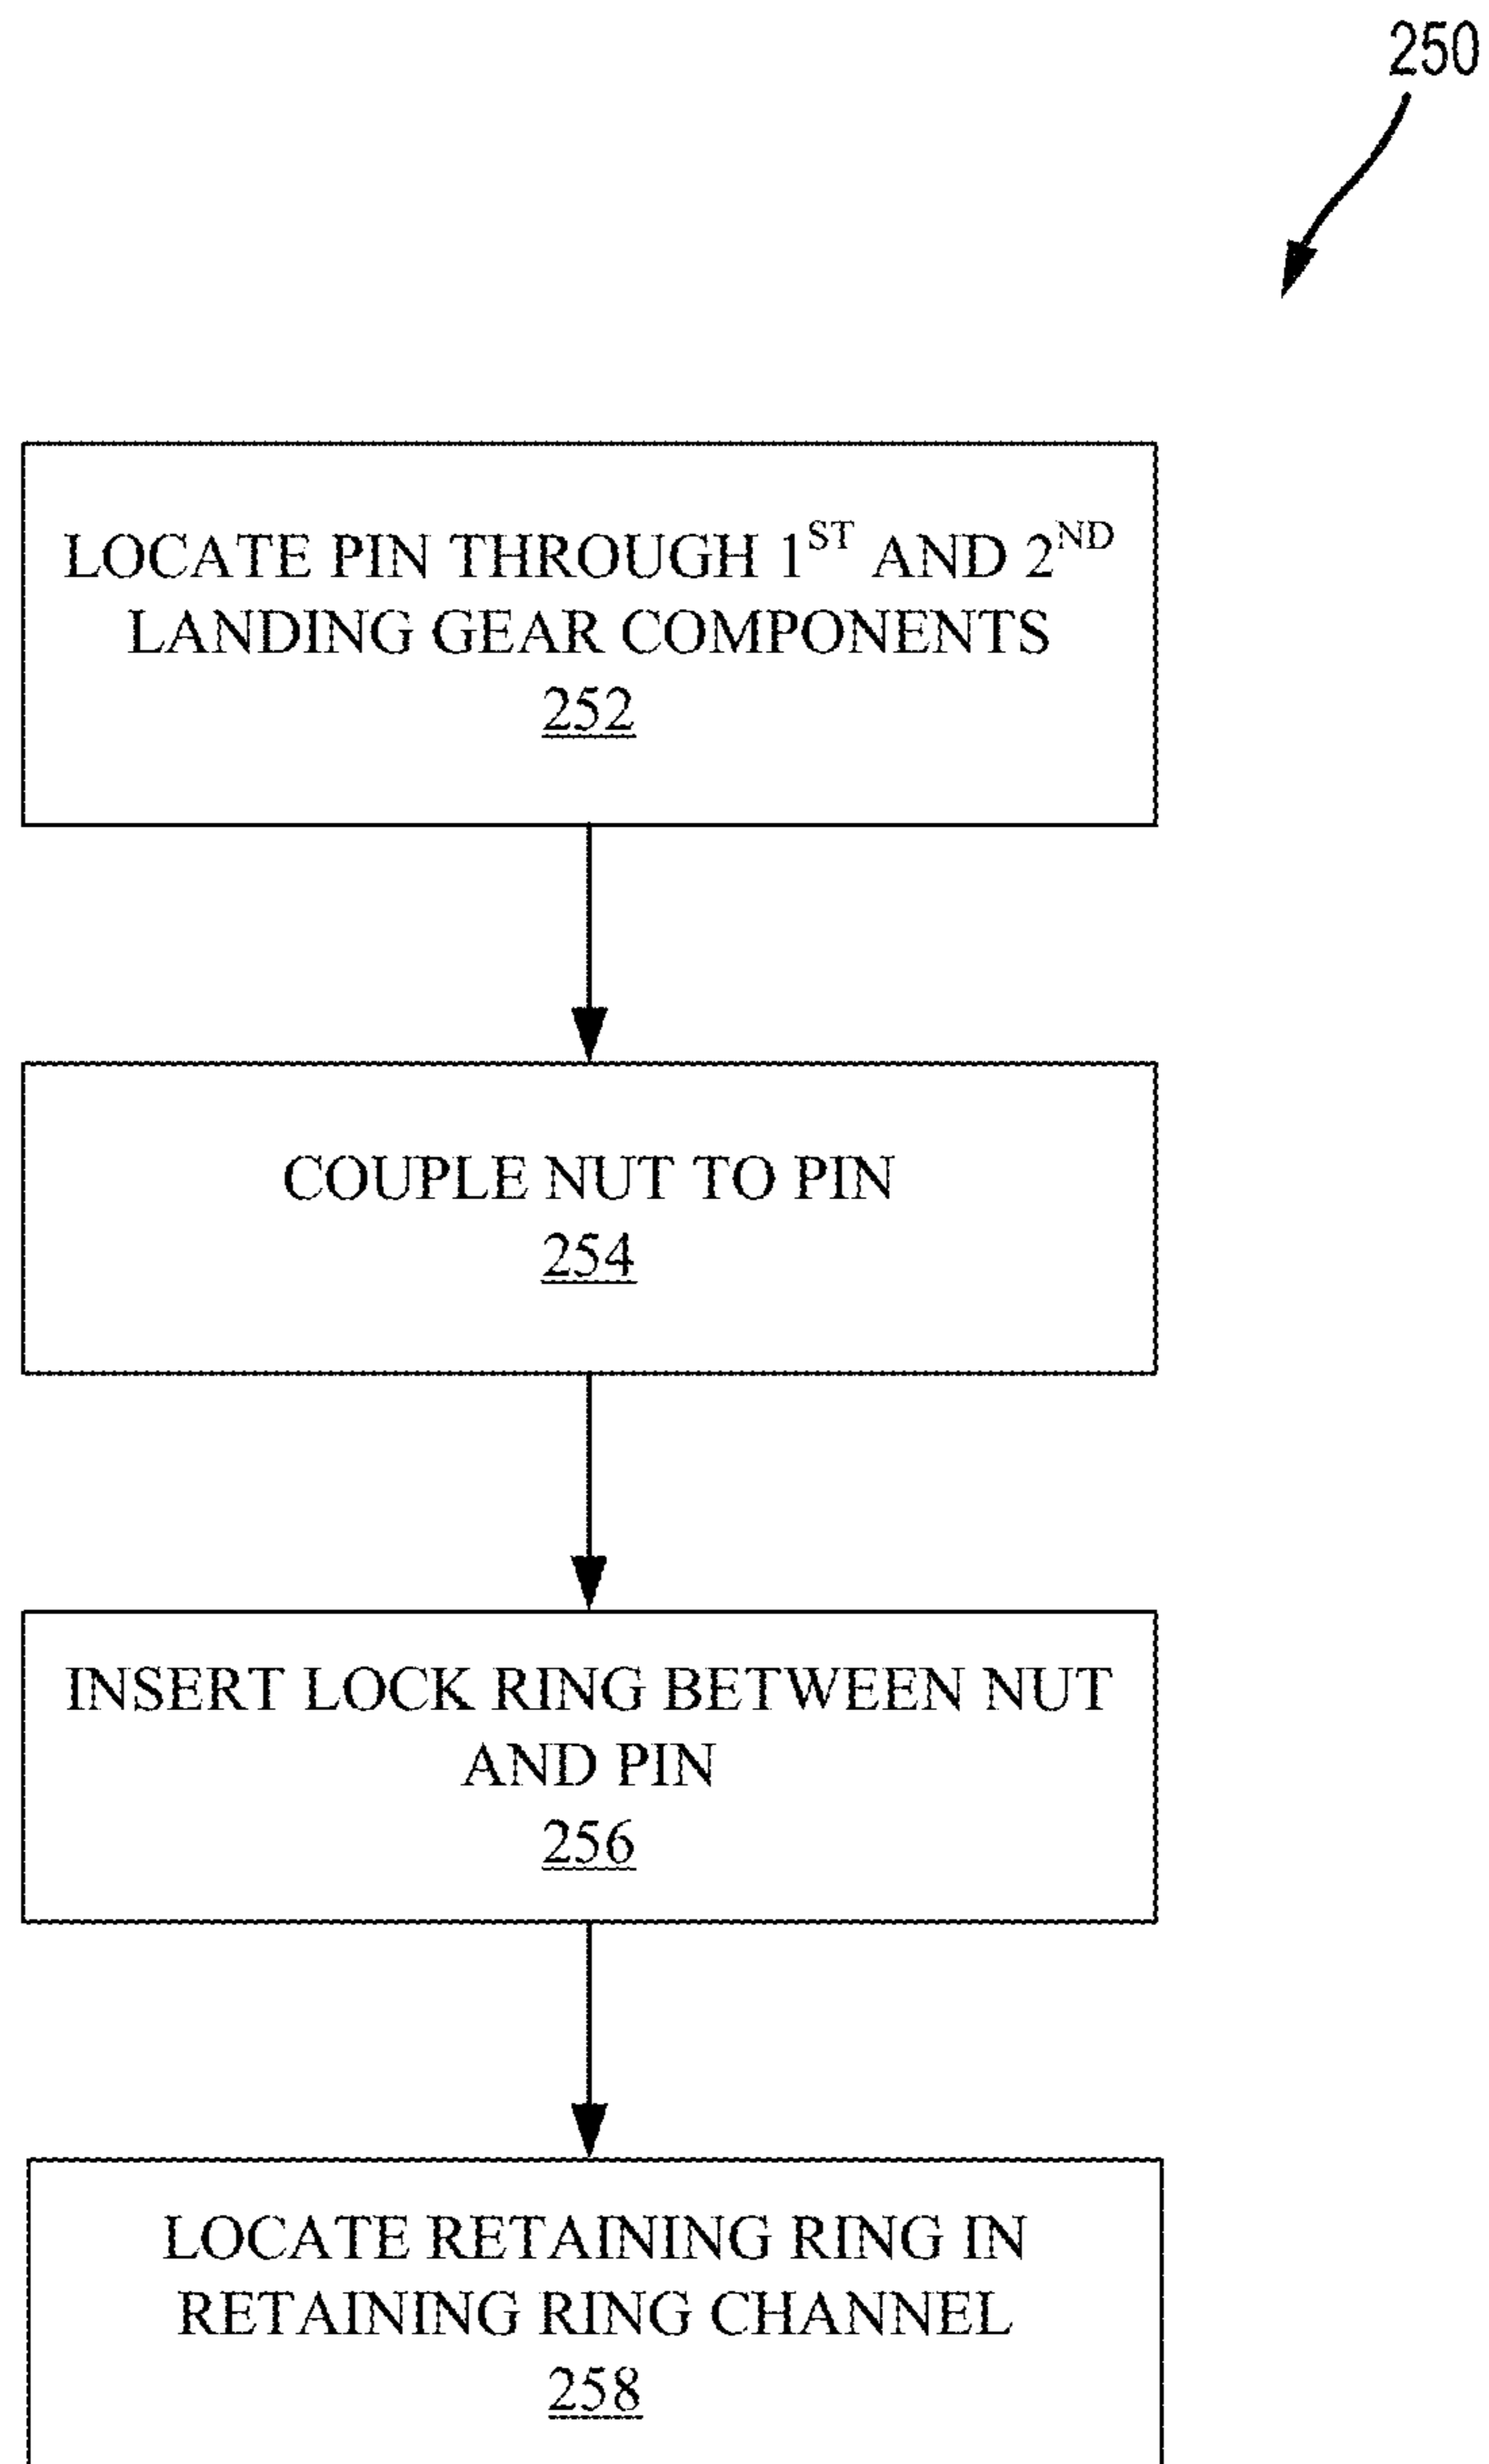 250
LOCATE PIN THROUGH 1ST AND 2ND
LANDING GEAR COMPONENTS
252
COUPLE NUT TO PIN
254
INSERT LOCK RING BETWEEN NUT
AND PIN
256
LOCATE RETAINING RING IN
RETAINING RING CHANNEL
258